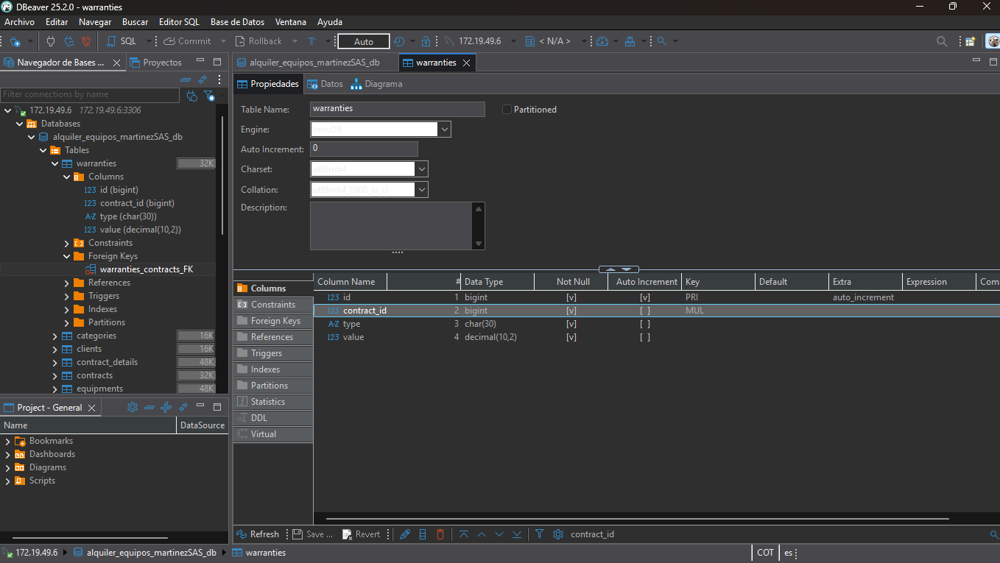 DBeaver 25.2.0 - warranties
Archivo Editar Navegar Buscar Editor SQL Base de Datos Ventana Ayuda
SQL Commit Rollback T Auto 172.19.49.6 < N/A >
Navegador de Bases ... Proyectos
Filter connections by name
172.19.49.6 172.19.49.6:3306
Databases
alquiler_equipos_martinezSAS_db
Tables
warranties 32K
Columns
123 id (bigint)
123 contract_id (bigint)
A-Z type (char(30))
123 value (decimal(10,2))
Constraints
Foreign Keys
warranties_contracts_FK
References
Triggers
Indexes
Partitions
categories 16K
clients 16K
contract_details 48K
contracts 32K
equipments 48K
Project - General
Name DataSource
Bookmarks
Dashboards
Diagrams
Scripts
alquiler_equipos_martinezSAS_db warranties
Propiedades Datos Diagrama
Table Name: warranties Partitioned
Engine: InnoDB
Auto Increment: 0
Charset: utf8mb4
Collation: utf8mb4_0900_ai_ci
Description:
Columns
Constraints
Foreign Keys
References
Triggers
Indexes
Partitions
Statistics
DDL
Virtual
Column Name # Data Type Not Null Auto Increment Key Default Extra Expression Com
123 id 1 bigint [v] [v] PRI auto_increment
123 contract_id 2 bigint [v] [ ] MUL
A-Z type 3 char(30) [v] [ ]
123 value 4 decimal(10,2) [v] [ ]
Refresh Save ... Revert contract_id
172.19.49.6 alquiler_equipos_martinezSAS_db warranties COT es